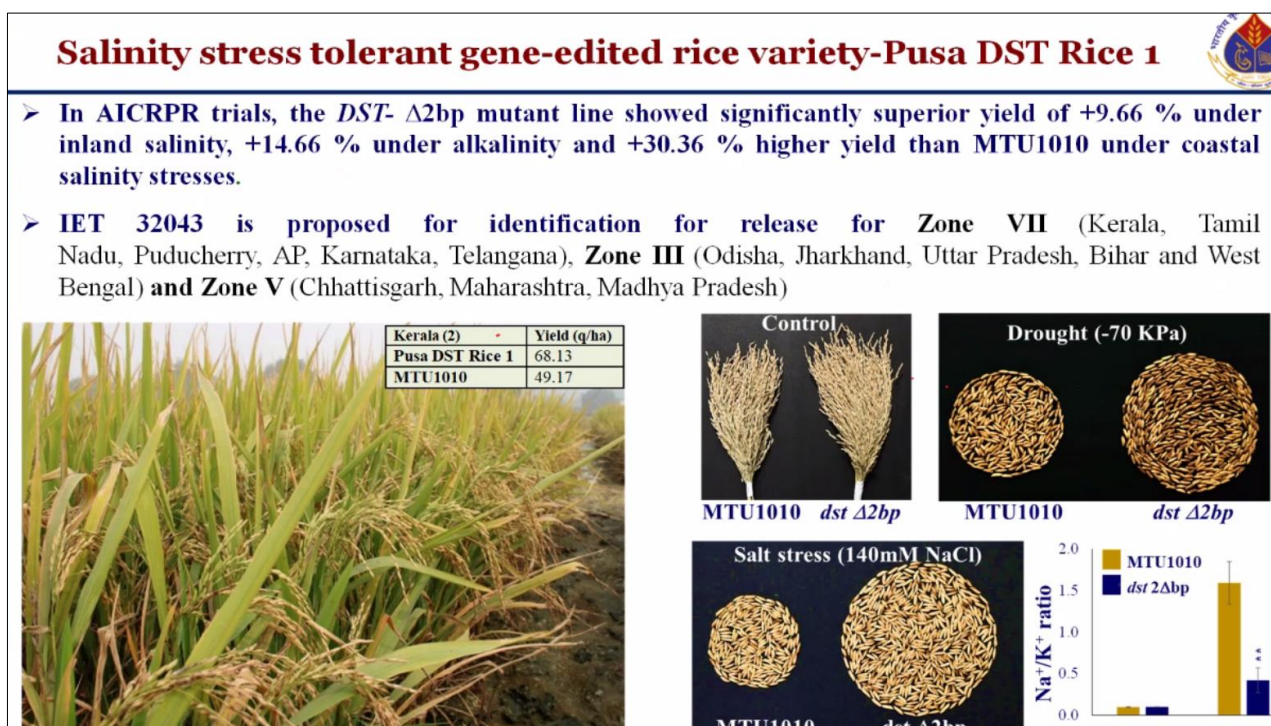 Salinity stress tolerant gene-edited rice variety-Pusa DST Rice 1
➢ In AICRPR trials, the DST- Δ2bp mutant line showed significantly superior yield of +9.66 % under
inland salinity, +14.66 % under alkalinity and +30.36 % higher yield than MTU1010 under coastal
salinity stresses.
➢ IET 32043 is proposed for identification for release for Zone VII (Kerala, Tamil
Nadu, Puducherry, AP, Karnataka, Telangana), Zone III (Odisha, Jharkhand, Uttar Pradesh, Bihar and West
Bengal) and Zone V (Chhattisgarh, Maharashtra, Madhya Pradesh)
Kerala (2) Yield (q/ha)
Pusa DST Rice 1 68.13
MTU1010 49.17
Control
MTU1010 dst Δ2bp
Drought (-70 KPa)
MTU1010 dst Δ2bp
Salt stress (140mM NaCl)
MTU1010 dst Δ2bp
Na⁺/K⁺ ratio
2.0
1.5
1.0
0.5
0.0
MTU1010
dst 2Δbp
**